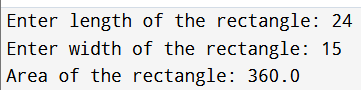 Enter length of the rectangle: 24
Enter width of the rectangle: 15
Area of the rectangle: 360.0